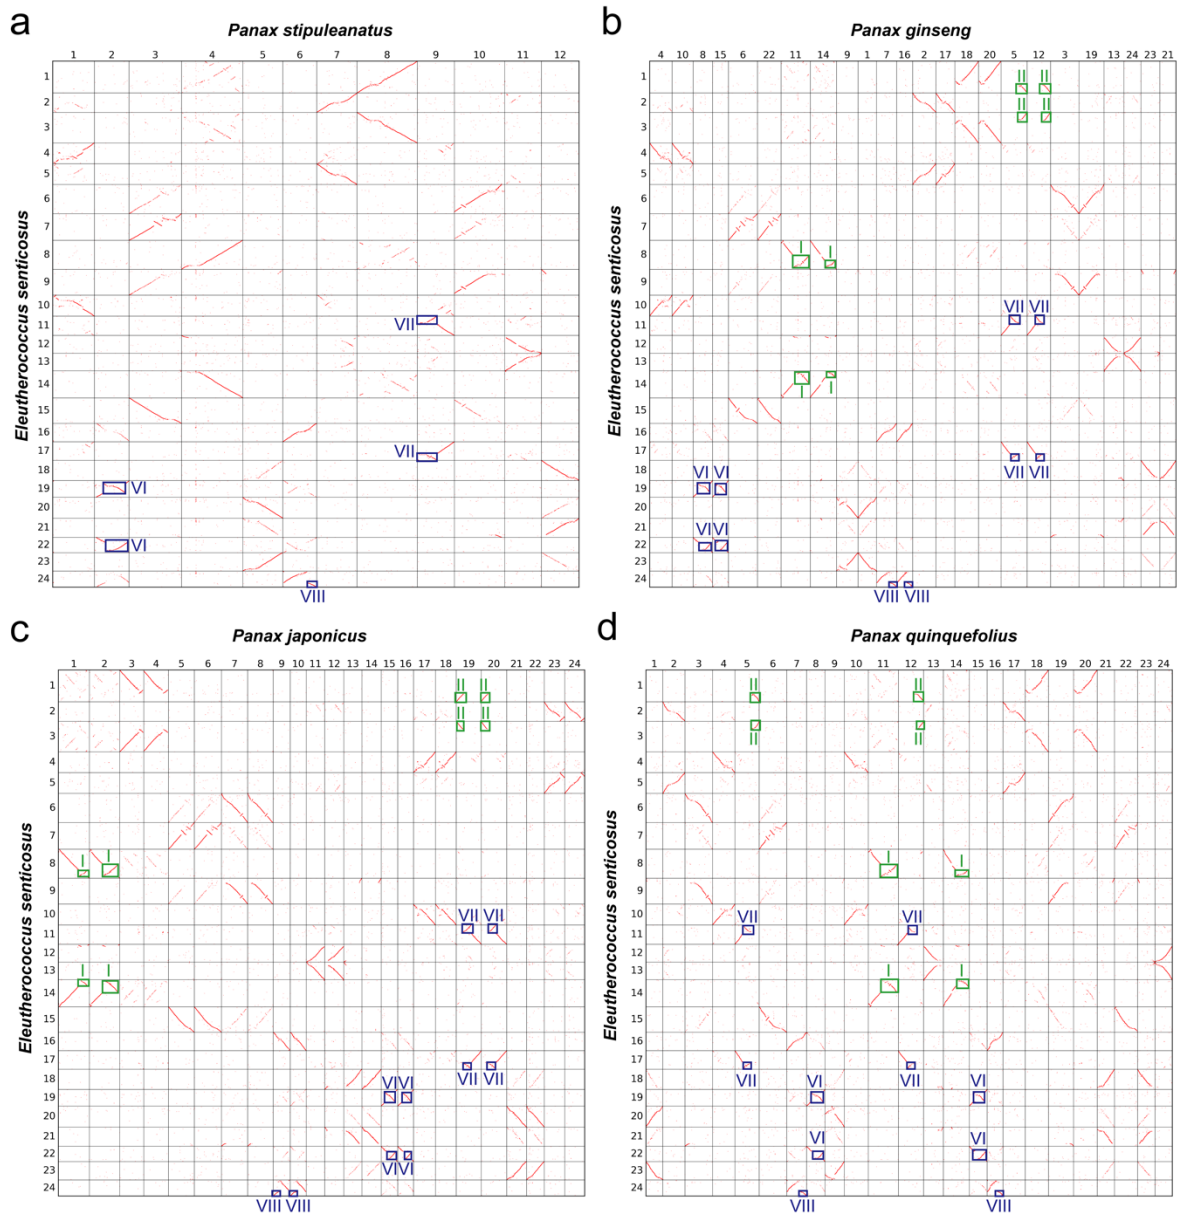 a
Panax stipuleanatus
1 2 3 4 5 6 7 8 9 10 11 12
Eleutherococcus senticosus
1
2
3
4
5
6
7
8
9
10
11
12
13
14
15
16
17
18
19
20
21
22
23
24
VII
VII
VI
VI
VIII
b
Panax ginseng
4 10 8 15 6 22 11 14 9 1 7 16 2 17 18 20 5 12 3 19 13 24 23 21
Eleutherococcus senticosus
1
2
3
4
5
6
7
8
9
10
11
12
13
14
15
16
17
18
19
20
21
22
23
24
II II
II II
I I
VII VII
I I
VII VII
VI VI
VI VI
VIII VIII
c
Panax japonicus
1 2 3 4 5 6 7 8 9 10 11 12 13 14 15 16 17 18 19 20 21 22 23 24
Eleutherococcus senticosus
1
2
3
4
5
6
7
8
9
10
11
12
13
14
15
16
17
18
19
20
21
22
23
24
II II
II II
I I
VII VII
I I
VII VII
VI VI
VI VI
VIII VIII
d
Panax quinquefolius
1 2 3 4 5 6 7 8 9 10 11 12 13 14 15 16 17 18 19 20 21 22 23 24
Eleutherococcus senticosus
1
2
3
4
5
6
7
8
9
10
11
12
13
14
15
16
17
18
19
20
21
22
23
24
II II
II II
I I
VII VII
I I
VII VII
VI VI
VI VI
VIII VIII